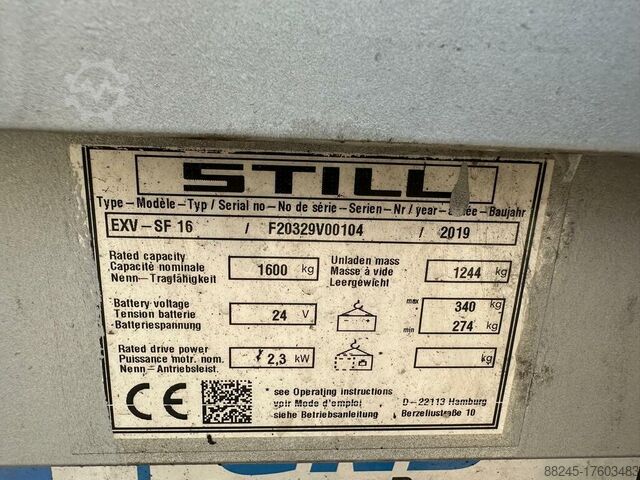 STILL
Type – Modèle – Typ / Serial no – No de série – Serien – Nr / year – année – Baujahr
EXV – SF 16 / F20329V00104 / 2019
Rated capacity
Capacité nominale
Nenn – Tragfähigkeit
1600 kg
Unladen mass
Masse à vide
Leergewicht
1244 kg
Battery voltage
Tension batterie
Batteriespannung
24 V
max 340 kg
min 274 kg
Rated drive power
Puissance motr. nom.
Nenn – Antriebsleist.
2,3 kW
kg
CE
* see Operating instructions
voir Mode d'emploi
siehe Betriebsanleitung
D – 22113 Hamburg
Berzeliustraße 10
88245-17603483